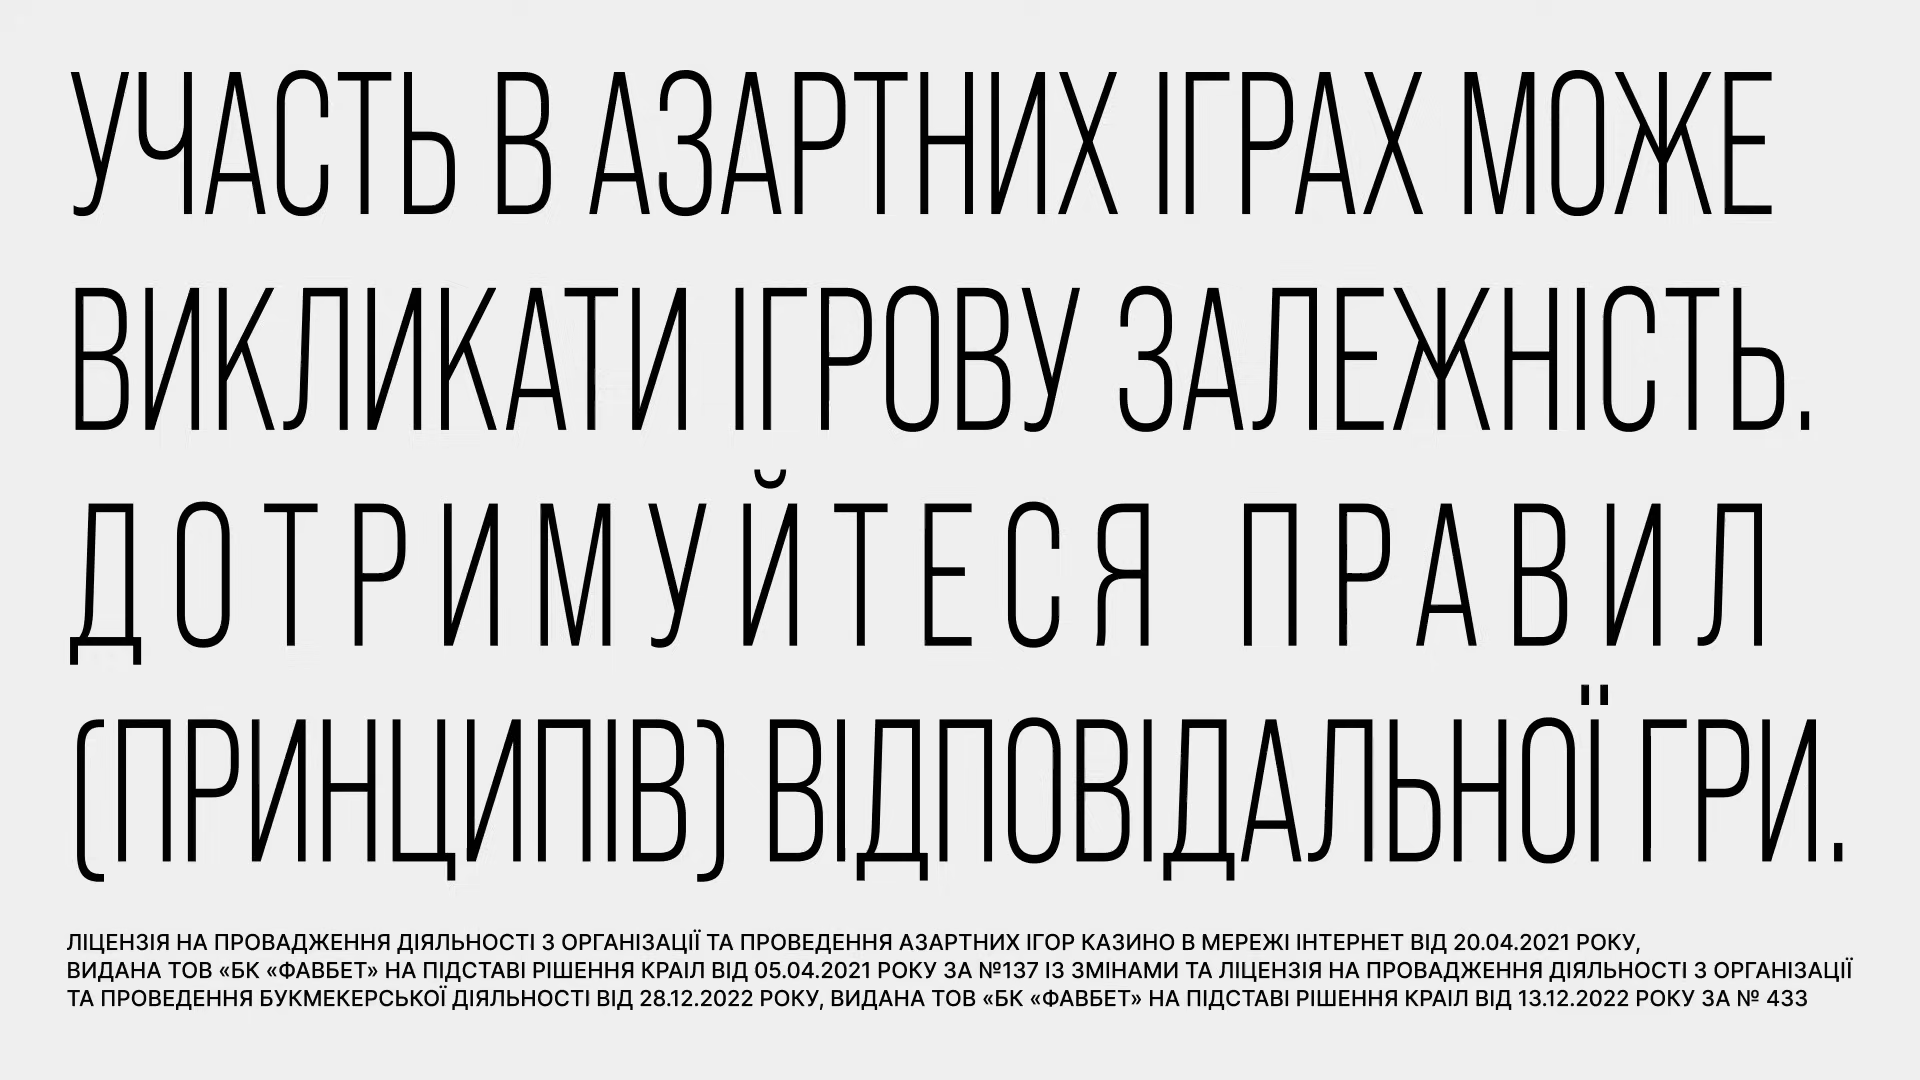 УЧАСТЬ В АЗАРТНИХ ІГРАХ МОЖЕ
ВИКЛИКАТИ ІГРОВУ ЗАЛЕЖНІСТЬ.
ДОТРИМУЙТЕСЯ ПРАВИЛ
(ПРИНЦИПІВ) ВІДПОВІДАЛЬНОЇ ГРИ.
ЛІЦЕНЗІЯ НА ПРОВАДЖЕННЯ ДІЯЛЬНОСТІ З ОРГАНІЗАЦІЇ ТА ПРОВЕДЕННЯ АЗАРТНИХ ІГОР КАЗИНО В МЕРЕЖІ ІНТЕРНЕТ ВІД 20.04.2021 РОКУ,
ВИДАНА ТОВ «БК «ФАВБЕТ» НА ПІДСТАВІ РІШЕННЯ КРАІЛ ВІД 05.04.2021 РОКУ ЗА №137 ІЗ ЗМІНАМИ ТА ЛІЦЕНЗІЯ НА ПРОВАДЖЕННЯ ДІЯЛЬНОСТІ З ОРГАНІЗАЦІЇ
ТА ПРОВЕДЕННЯ БУКМЕКЕРСЬКОЇ ДІЯЛЬНОСТІ ВІД 28.12.2022 РОКУ, ВИДАНА ТОВ «БК «ФАВБЕТ» НА ПІДСТАВІ РІШЕННЯ КРАІЛ ВІД 13.12.2022 РОКУ ЗА № 433